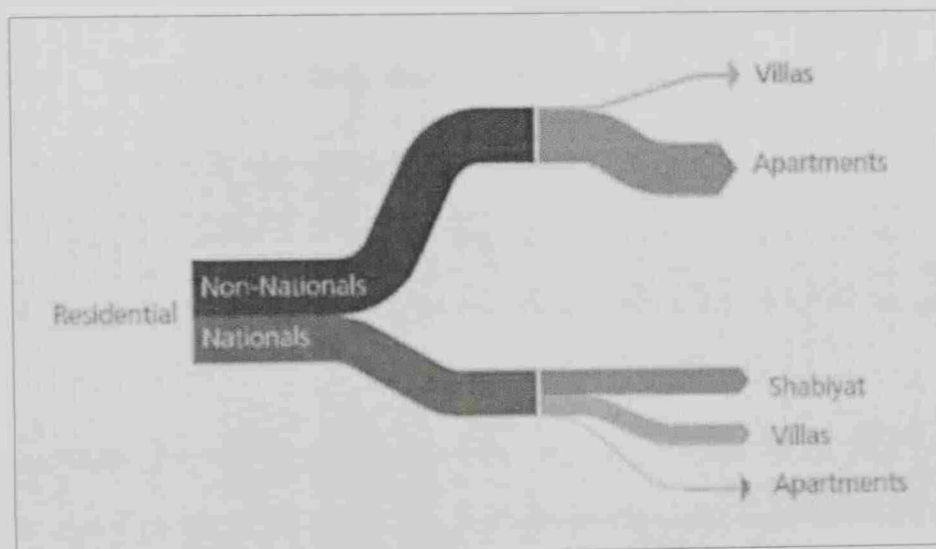 Villas
Apartments
Non-Nationals
Residential
Nationals
Shabiyat
Villas
Apartments